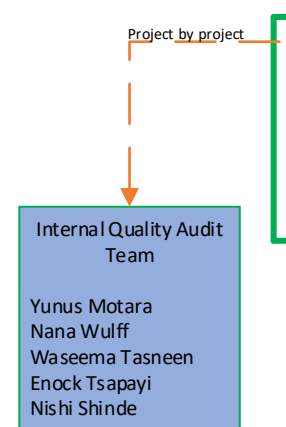 Project by project
Internal Quality Audit
Team
Yunus Motara
Nana Wulff
Waseema Tasneen
Enock Tsapayi
Nishi Shinde